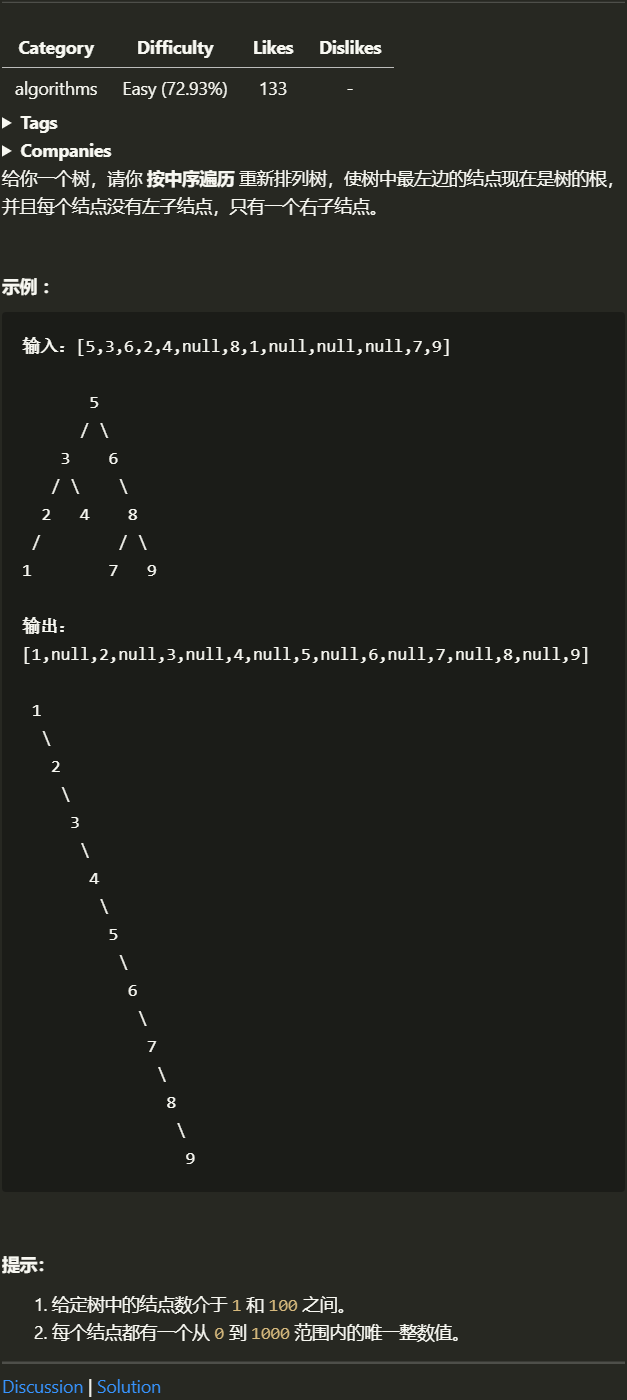 Category Difficulty Likes Dislikes
algorithms Easy (72.93%) 133 -
▶ Tags
▶ Companies
给你一个树，请你 按中序遍历 重新排列树，使树中最左边的结点现在是树的根，
并且每个结点没有左子结点，只有一个右子结点。
示例 ：
输入：[5,3,6,2,4,null,8,1,null,null,null,7,9]
       5
      / \
    3    6
   / \    \
  2   4    8
 /        / \
1        7   9
输出：
[1,null,2,null,3,null,4,null,5,null,6,null,7,null,8,null,9]
 1
  \
   2
    \
     3
      \
       4
        \
         5
          \
           6
            \
             7
              \
               8
                \
                 9
提示：
1. 给定树中的结点数介于 1 和 100 之间。
2. 每个结点都有一个从 0 到 1000 范围内的唯一整数值。
Discussion | Solution